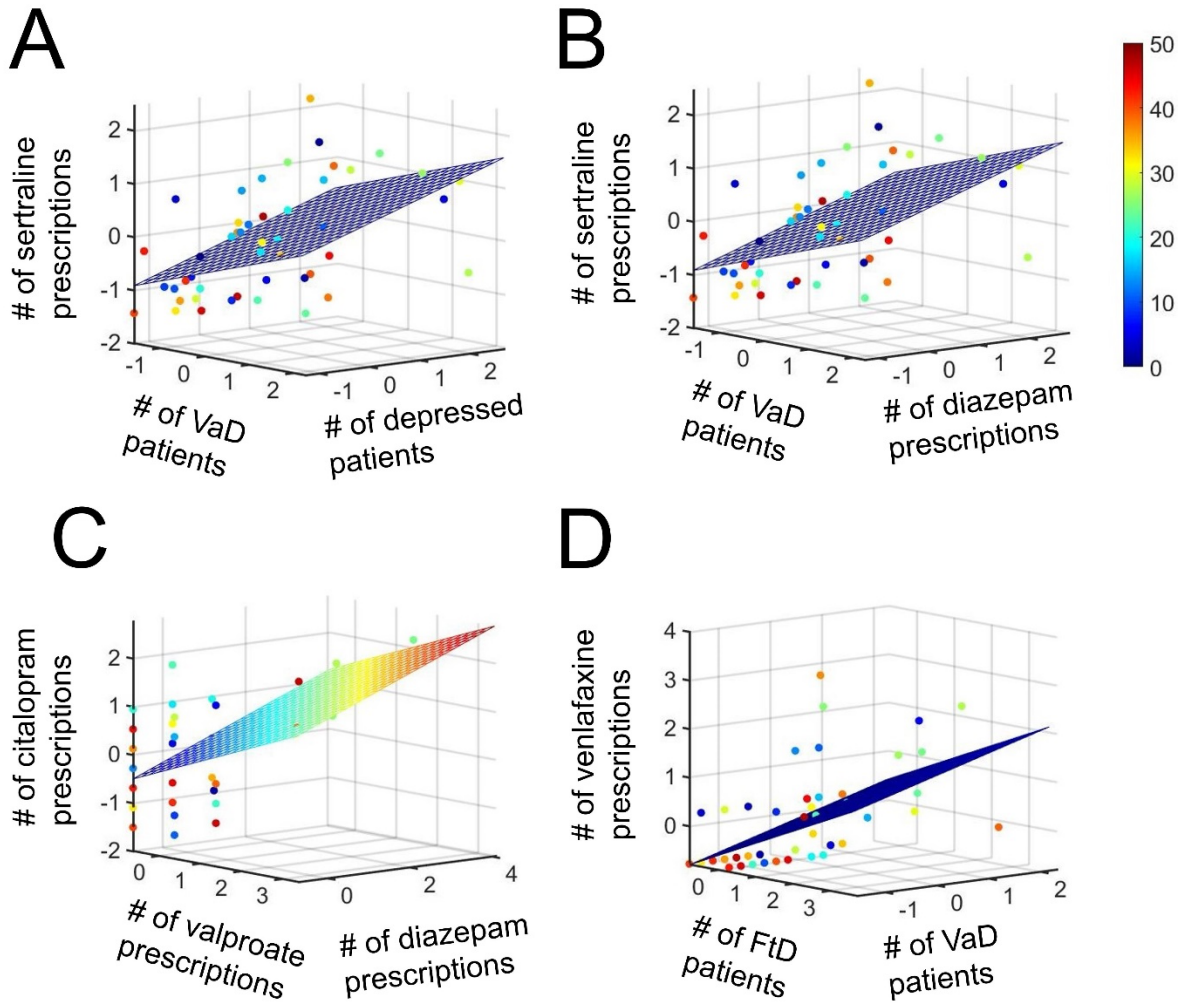 A
# of sertraline
prescriptions
2
1
0
-1
-2
-1
0
1
2
-1
0
1
2
# of VaD
patients
# of depressed
patients
B
# of sertraline
prescriptions
2
1
0
-1
-2
-1
0
1
2
-1
0
1
2
# of VaD
patients
# of diazepam
prescriptions
50
40
30
20
10
0
C
# of citalopram
prescriptions
2
1
0
-1
-2
0
1
2
3
0
2
4
# of valproate
prescriptions
# of diazepam
prescriptions
D
# of venlafaxine
prescriptions
4
3
2
1
0
0
1
2
3
-1
0
1
2
# of FtD
patients
# of VaD
patients